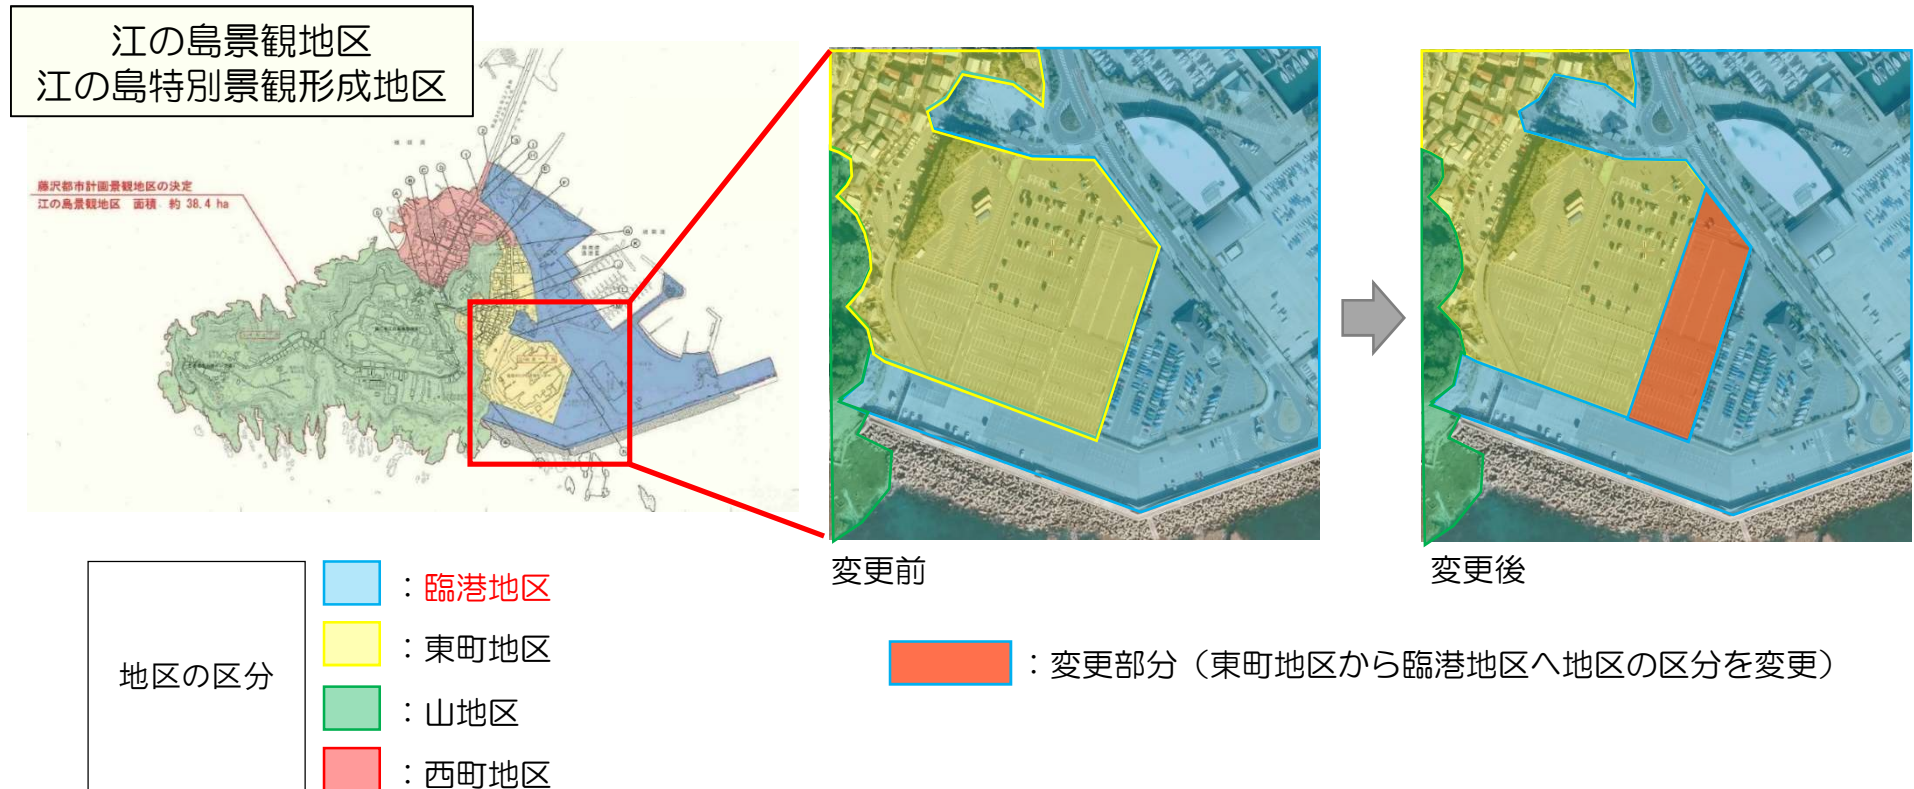 江の島景観地区
江の島特別景観形成地区
藤沢都市計画景観地区の決定
江の島景観地区 面積 約 38.4 ha
変更前
変更後
地区の区分
：臨港地区
：東町地区
：山地区
：西町地区
：変更部分（東町地区から臨港地区へ地区の区分を変更）